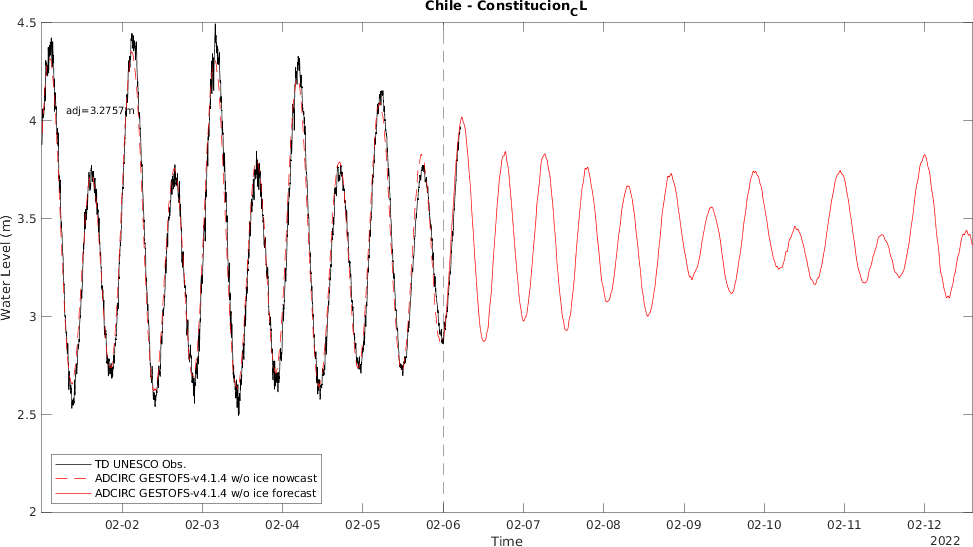 Chile - Constitucion_CL
4.5
4
3.5
3
2.5
2
Water Level (m)
adj=3.2757m
TD UNESCO Obs.
ADCIRC GESTOFS-v4.1.4 w/o ice nowcast
ADCIRC GESTOFS-v4.1.4 w/o ice forecast
02-02 02-03 02-04 02-05 02-06 02-07 02-08 02-09 02-10 02-11 02-12
Time
2022